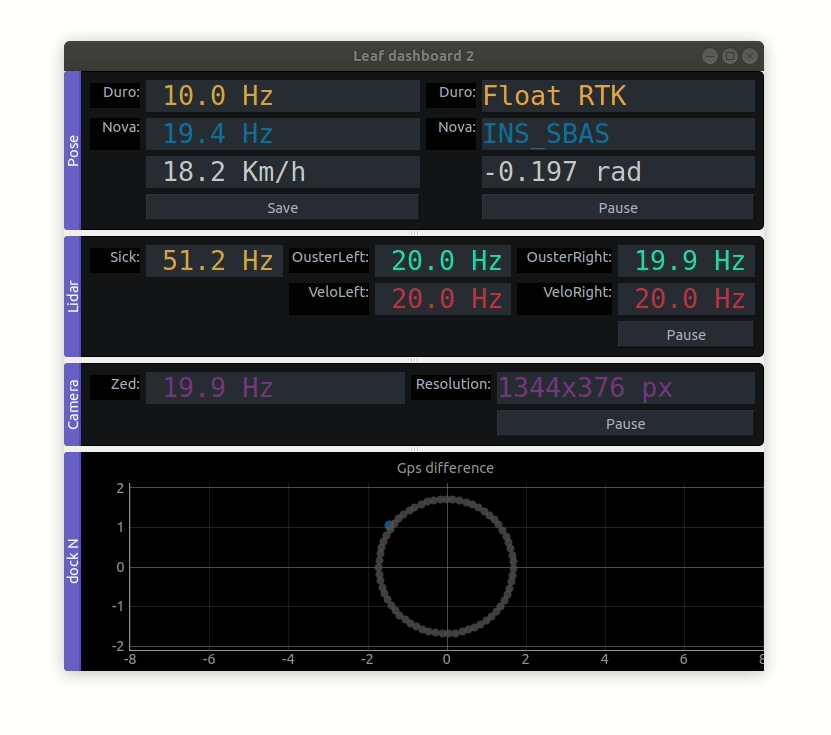 Leaf dashboard 2
Pose
Duro: 10.0 Hz Duro: Float RTK
Nova: 19.4 Hz Nova: INS_SBAS
18.2 Km/h -0.197 rad
Save Pause
Lidar
Sick: 51.2 Hz OusterLeft: 20.0 Hz OusterRight: 19.9 Hz
VeloLeft: 20.0 Hz VeloRight: 20.0 Hz
Pause
Camera
Zed: 19.9 Hz Resolution: 1344x376 px
Pause
dock N
Gps difference
2
1
0
-1
-2
-8 -6 -4 -2 0 2 4 6 8